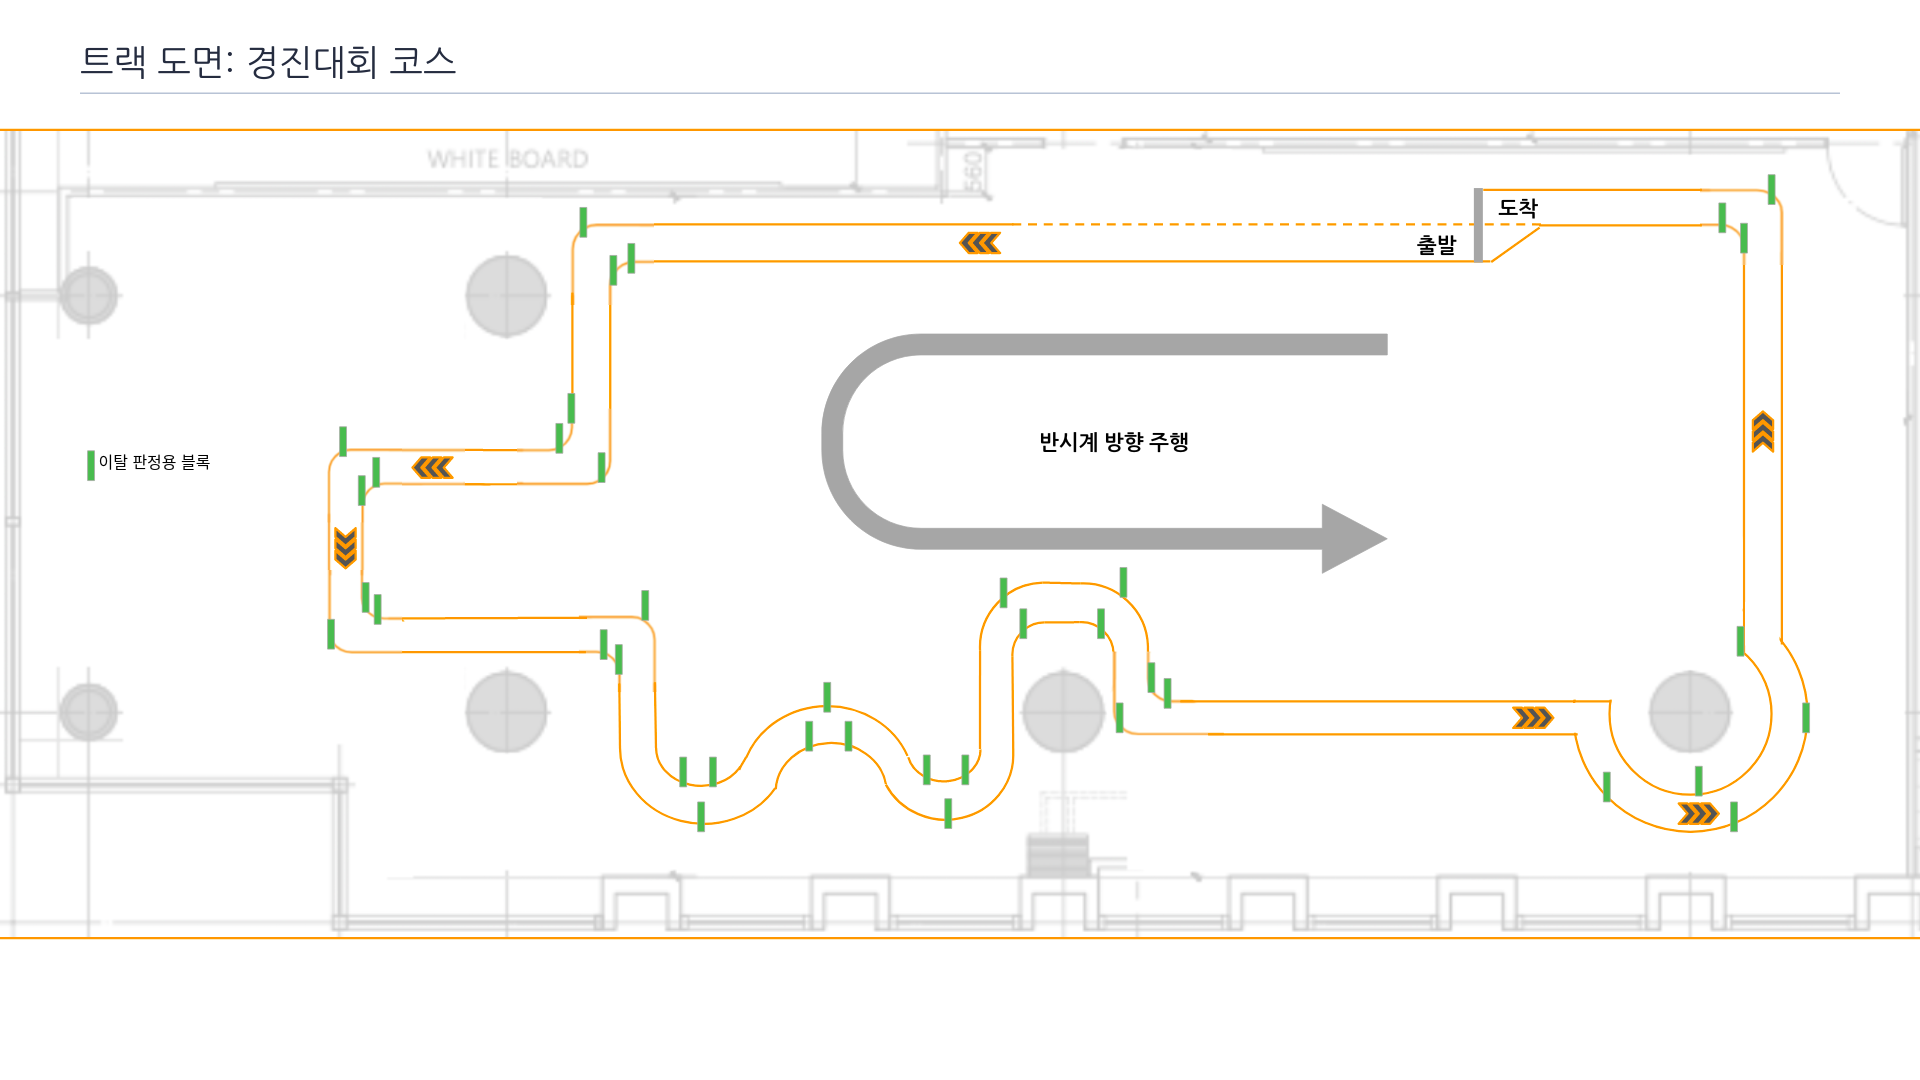 트랙 도면: 경진대회 코스
WHITE BOARD
560
도착
출발
반시계 방향 주행
이탈 판정용 블록